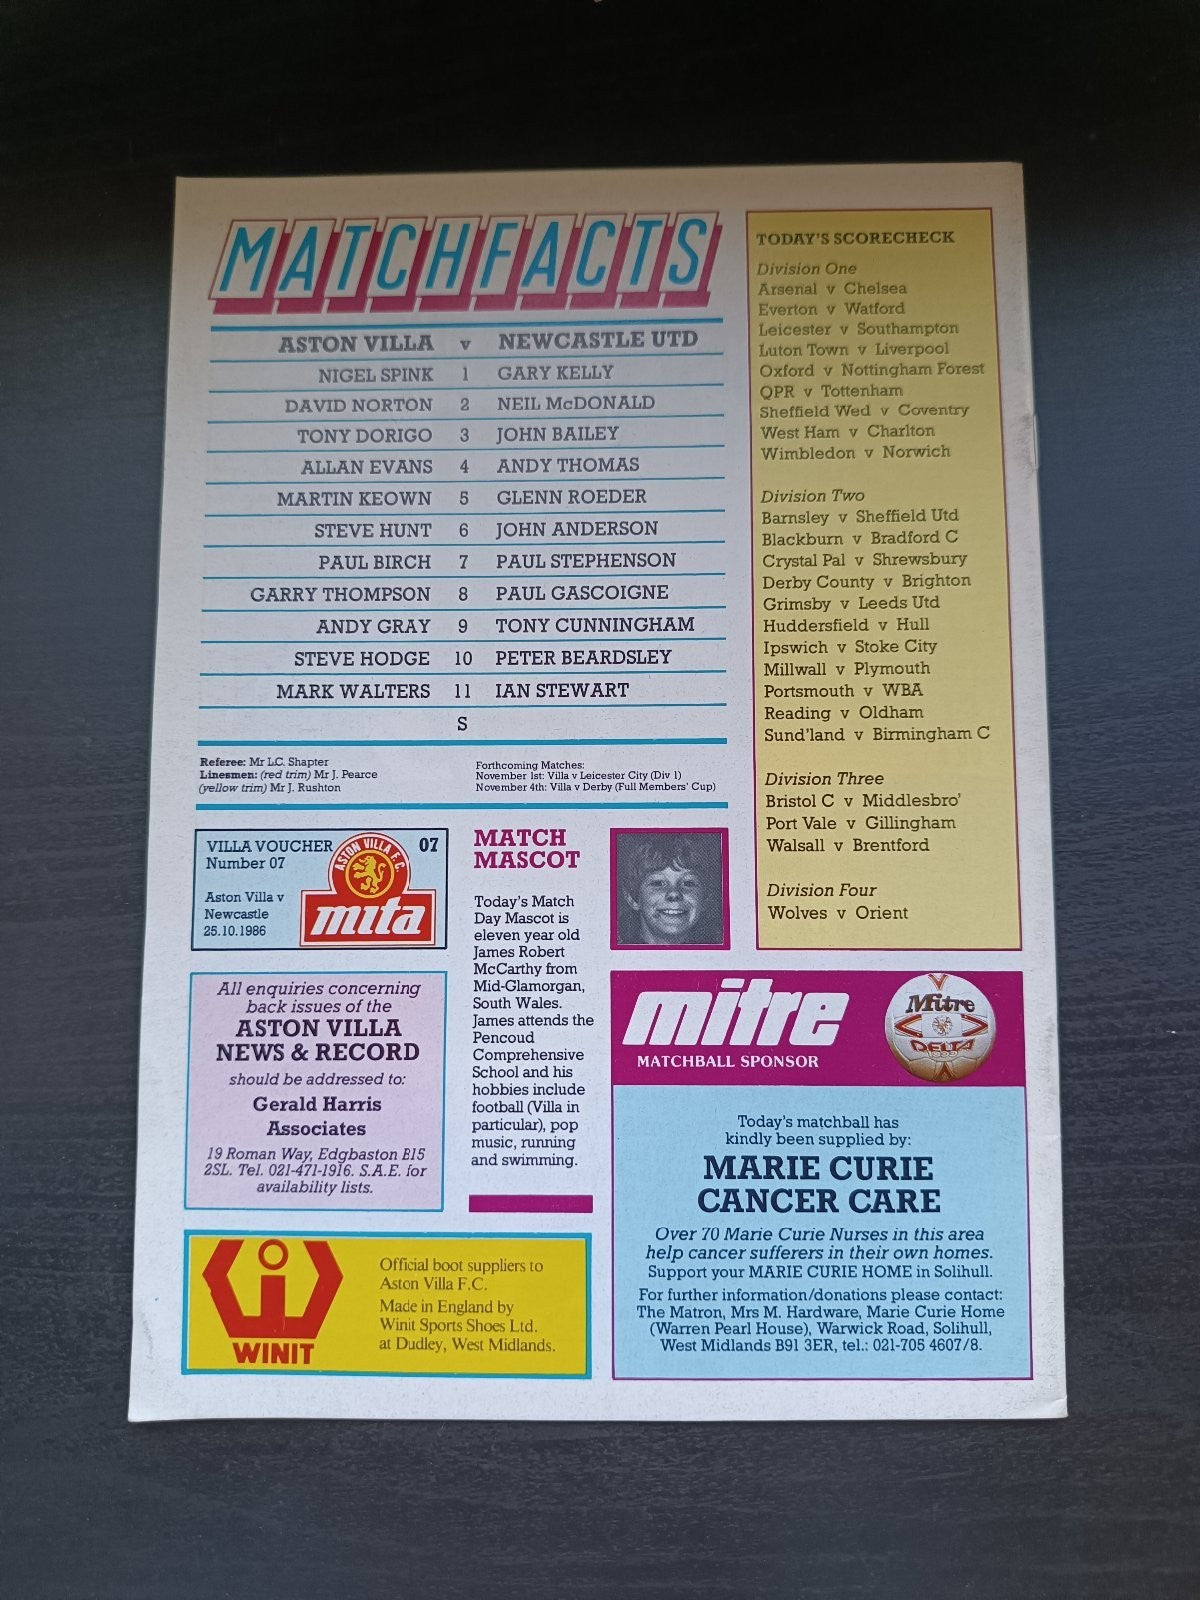 MATCHFACTS
ASTON VILLA v NEWCASTLE UTD
NIGEL SPINK 1 GARY KELLY
DAVID NORTON 2 NEIL McDONALD
TONY DORIGO 3 JOHN BAILEY
ALLAN EVANS 4 ANDY THOMAS
MARTIN KEOWN 5 GLENN ROEDER
STEVE HUNT 6 JOHN ANDERSON
PAUL BIRCH 7 PAUL STEPHENSON
GARRY THOMPSON 8 PAUL GASCOIGNE
ANDY GRAY 9 TONY CUNNINGHAM
STEVE HODGE 10 PETER BEARDSLEY
MARK WALTERS 11 IAN STEWART
S
Referee: Mr L.C. Shapter
Linesmen: (red trim) Mr J. Pearce
(yellow trim) Mr J. Rushton
Forthcoming Matches:
November 1st: Villa v Leicester City (Div 1)
November 4th: Villa v Derby (Full Members' Cup)
TODAY'S SCORECHECK
Division One
Arsenal v Chelsea
Everton v Watford
Leicester v Southampton
Luton Town v Liverpool
Oxford v Nottingham Forest
QPR v Tottenham
Sheffield Wed v Coventry
West Ham v Charlton
Wimbledon v Norwich
Division Two
Barnsley v Sheffield Utd
Blackburn v Bradford C
Crystal Pal v Shrewsbury
Derby County v Brighton
Grimsby v Leeds Utd
Huddersfield v Hull
Ipswich v Stoke City
Millwall v Plymouth
Portsmouth v WBA
Reading v Oldham
Sund'land v Birmingham C
Division Three
Bristol C v Middlesbro'
Port Vale v Gillingham
Walsall v Brentford
Division Four
Wolves v Orient
VILLA VOUCHER 07
Number 07
Aston Villa v
Newcastle
25.10.1986
ASTON VILLA F.C.
mita
MATCH
MASCOT
Today's Match
Day Mascot is
eleven year old
James Robert
McCarthy from
Mid-Glamorgan,
South Wales.
James attends the
Pencoud
Comprehensive
School and his
hobbies include
football (Villa in
particular), pop
music, running
and swimming.
All enquiries concerning
back issues of the
ASTON VILLA
NEWS & RECORD
should be addressed to:
Gerald Harris
Associates
19 Roman Way, Edgbaston B15
2SL. Tel. 021-471-1916. S.A.E. for
availability lists.
WINIT
Official boot suppliers to
Aston Villa F.C.
Made in England by
Winit Sports Shoes Ltd.
at Dudley, West Midlands.
mitre
MATCHBALL SPONSOR
Mitre
DELTA
Today's matchball has
kindly been supplied by:
MARIE CURIE
CANCER CARE
Over 70 Marie Curie Nurses in this area
help cancer sufferers in their own homes.
Support your MARIE CURIE HOME in Solihull.
For further information/donations please contact:
The Matron, Mrs M. Hardware, Marie Curie Home
(Warren Pearl House), Warwick Road, Solihull,
West Midlands B91 3ER, tel.: 021-705 4607/8.